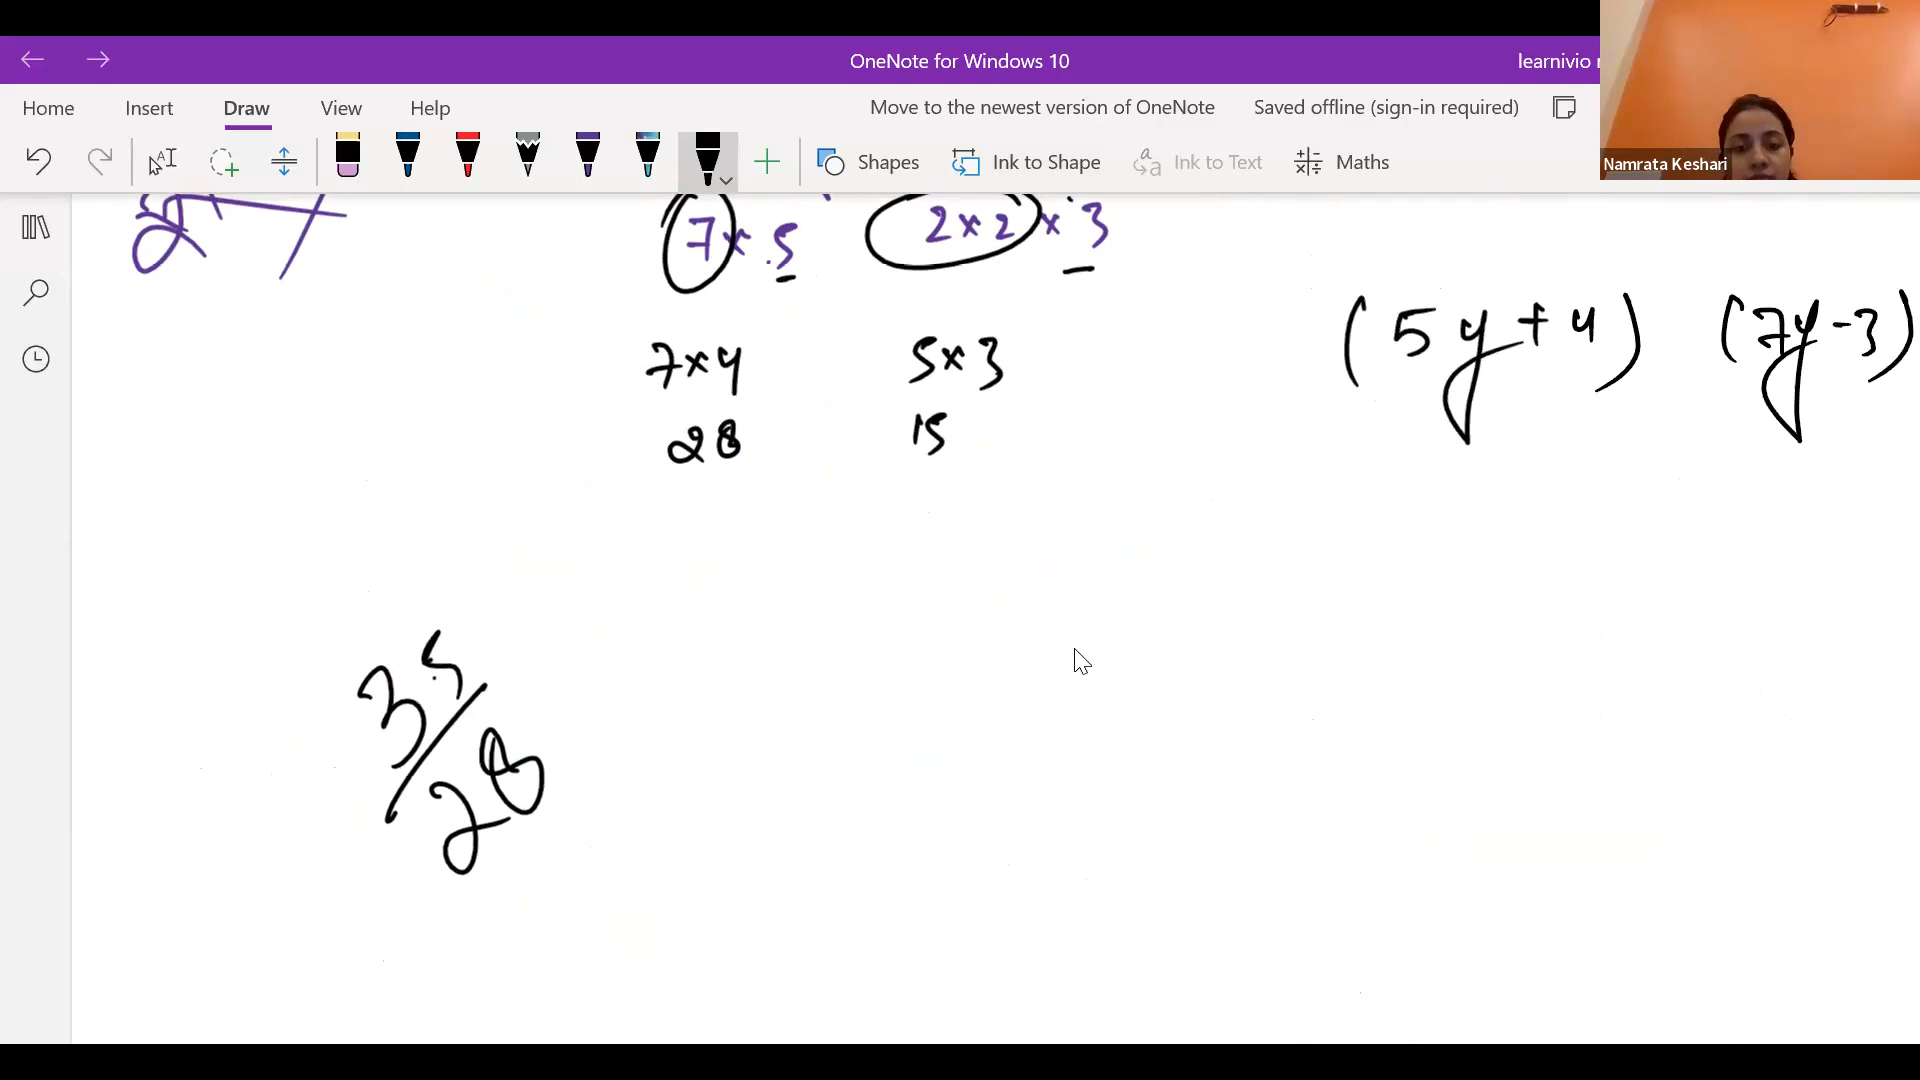 OneNote for Windows 10
learnivio
Home Insert Draw View Help
Move to the newest version of OneNote Saved offline (sign-in required)
Shapes Ink to Shape Ink to Text Maths
Namrata Keshari
7 x 5 2 x 2 x 3
(5y + 4) (7y - 3)
7 x 4 5 x 3
28 15
35/28